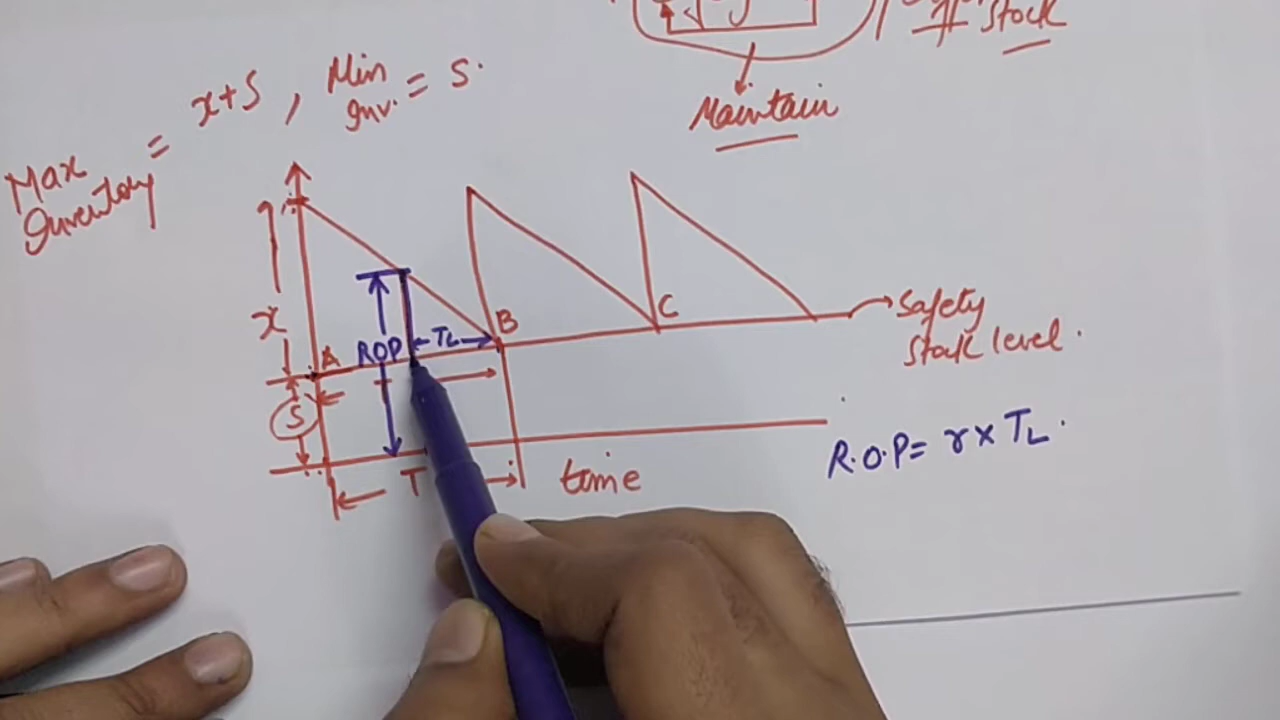 Stock
Maintain
Max
Inventory = x+S , Min
Inv. = S.
x
A
ROP
TL
B
C
Safety
Stock level.
S
T
time
R.O.P = r x TL.